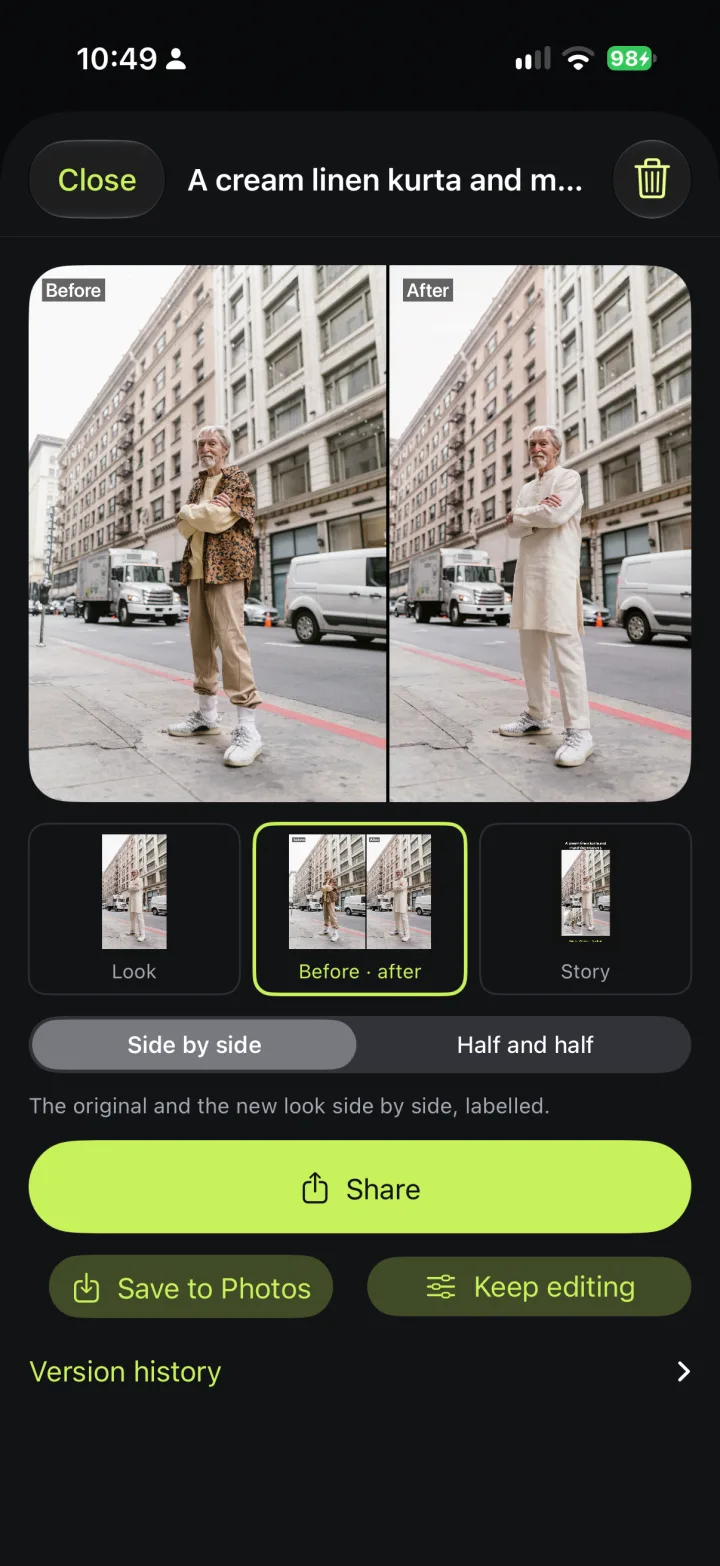 10:49
98
Close
A cream linen kurta and m...
Before
After
Look
Before · after
Story
Side by side
Half and half
The original and the new look side by side, labelled.
Share
Save to Photos
Keep editing
Version history